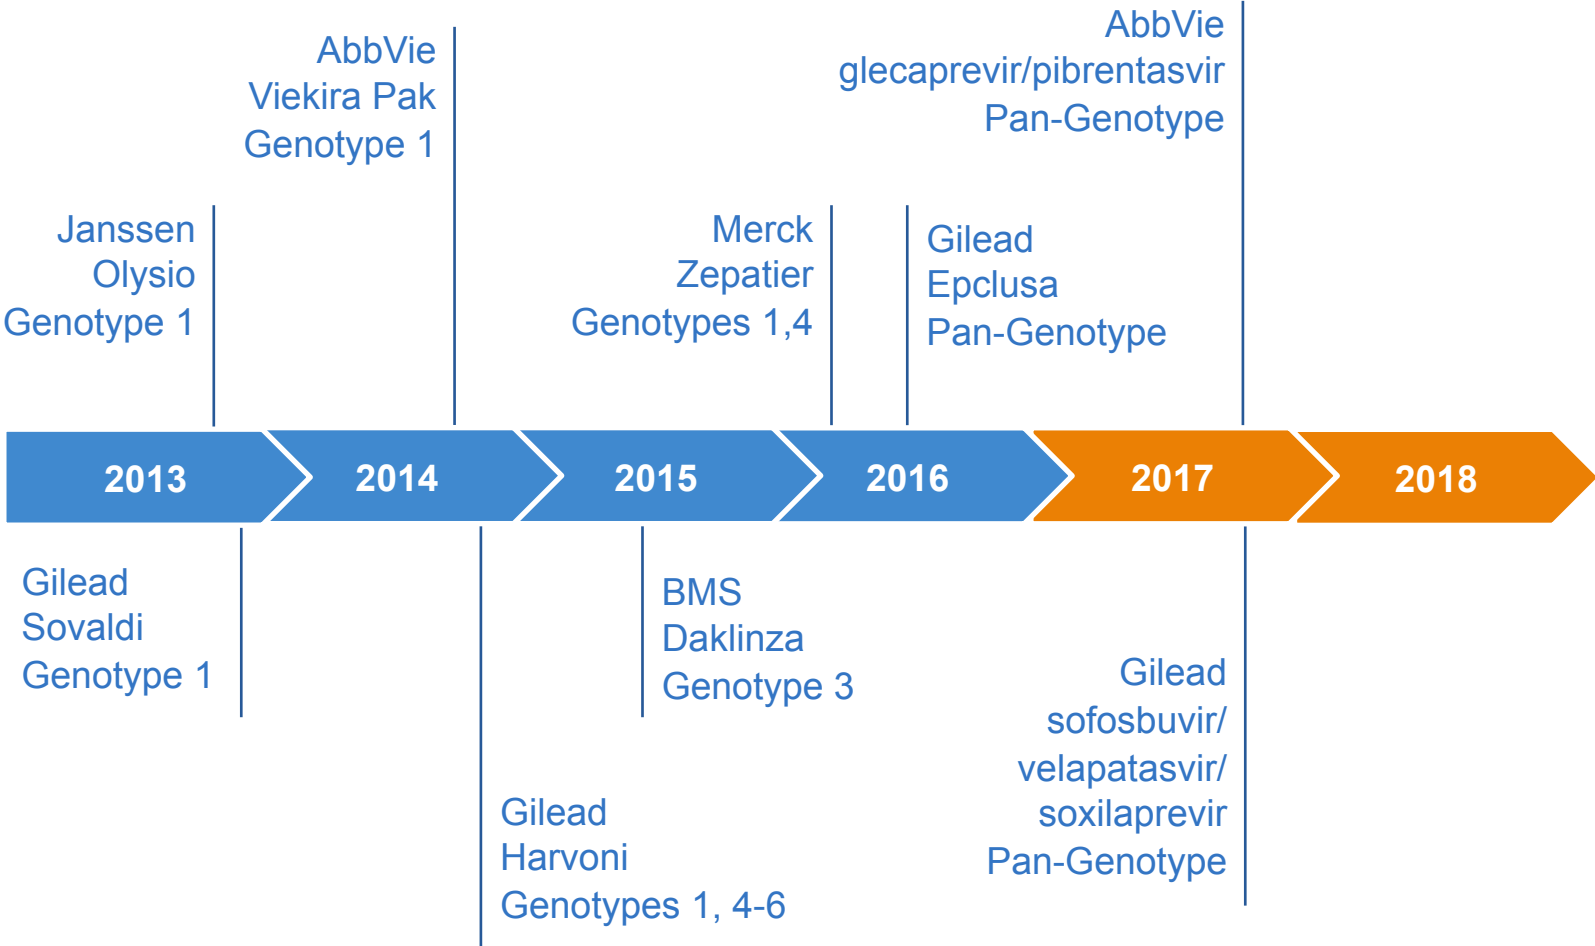 AbbVie
Viekira Pak
Genotype 1
AbbVie
glecaprevir/pibrentasvir
Pan-Genotype
Janssen
Olysio
Genotype 1
Merck
Zepatier
Genotypes 1,4
Gilead
Epclusa
Pan-Genotype
2013
2014
2015
2016
2017
2018
Gilead
Sovaldi
Genotype 1
BMS
Daklinza
Genotype 3
Gilead
Harvoni
Genotypes 1, 4-6
Gilead
sofosbuvir/
velapatasvir/
soxilaprevir
Pan-Genotype